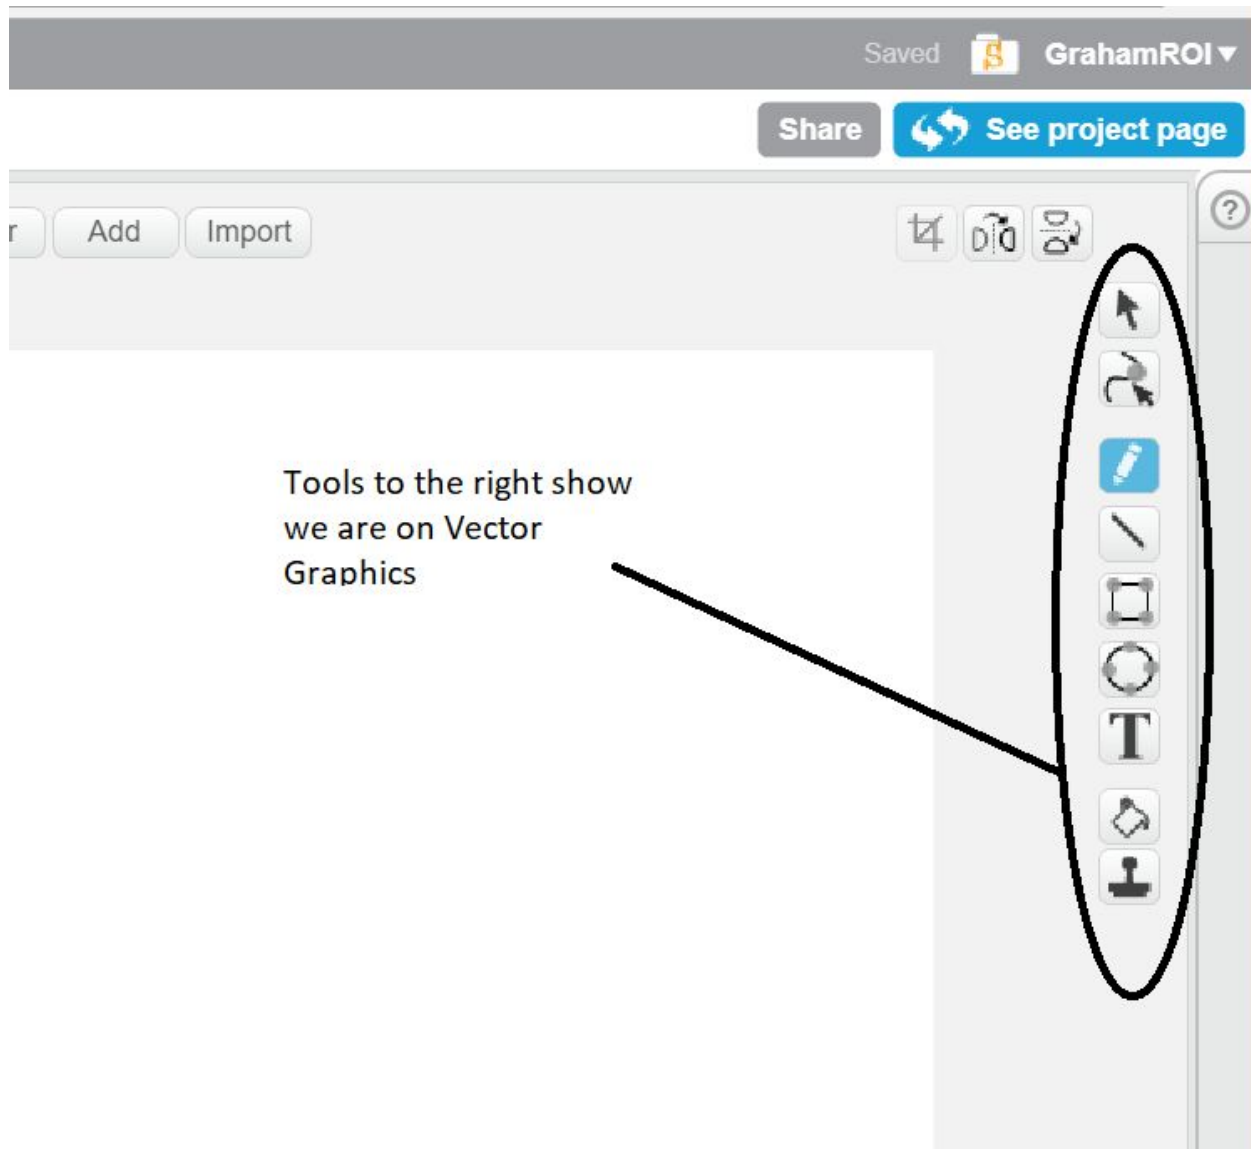 Saved GrahamROI
Share See project page
r Add Import
?
Tools to the right show
we are on Vector
Graphics
T